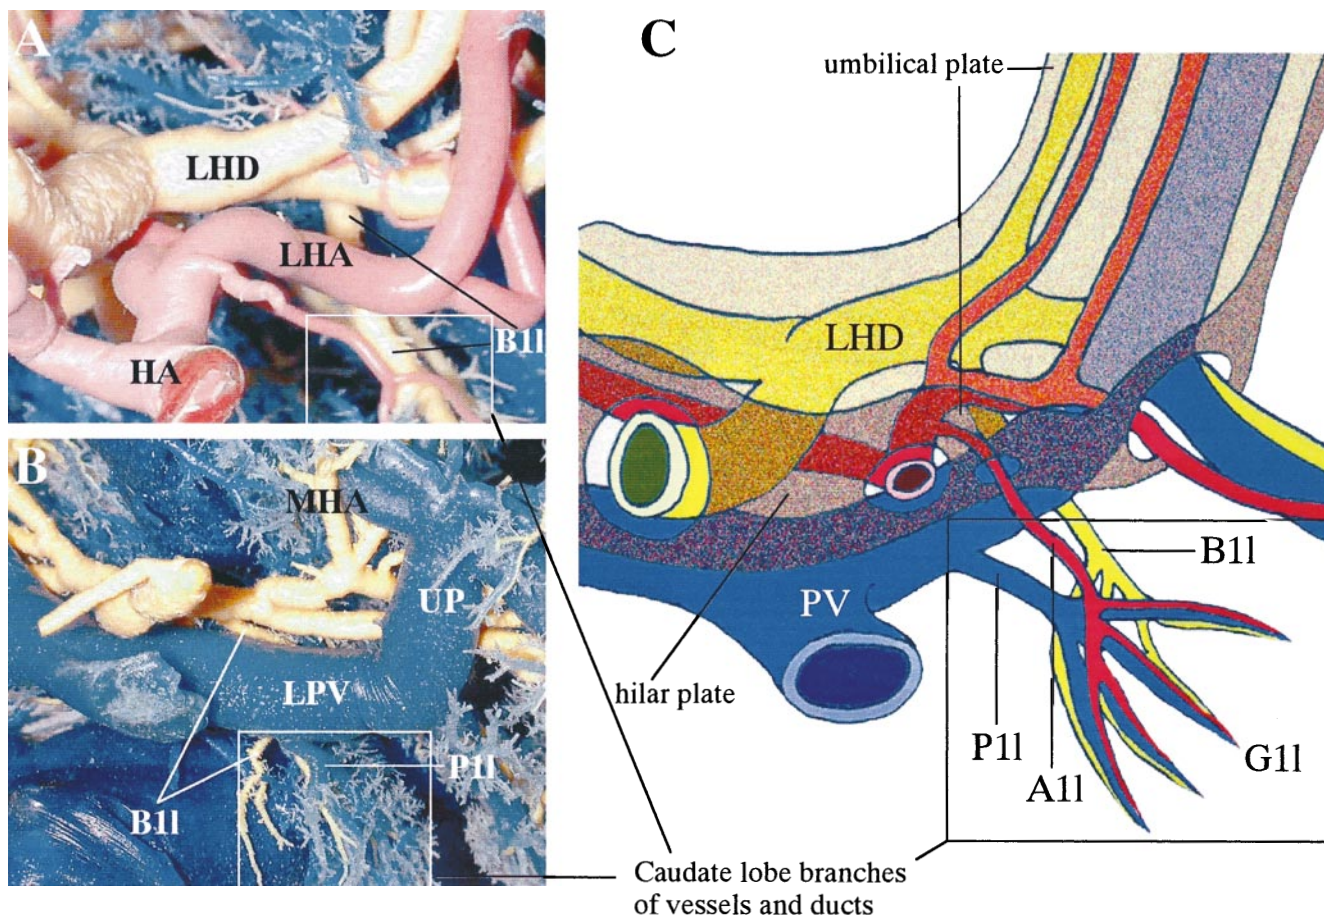 A
LHD
LHA
B1l
HA
B
MHA
UP
LPV
P1l
B1l
C
umbilical plate
LHD
B1l
PV
hilar plate
P1l
A1l
G1l
Caudate lobe branches
of vessels and ducts